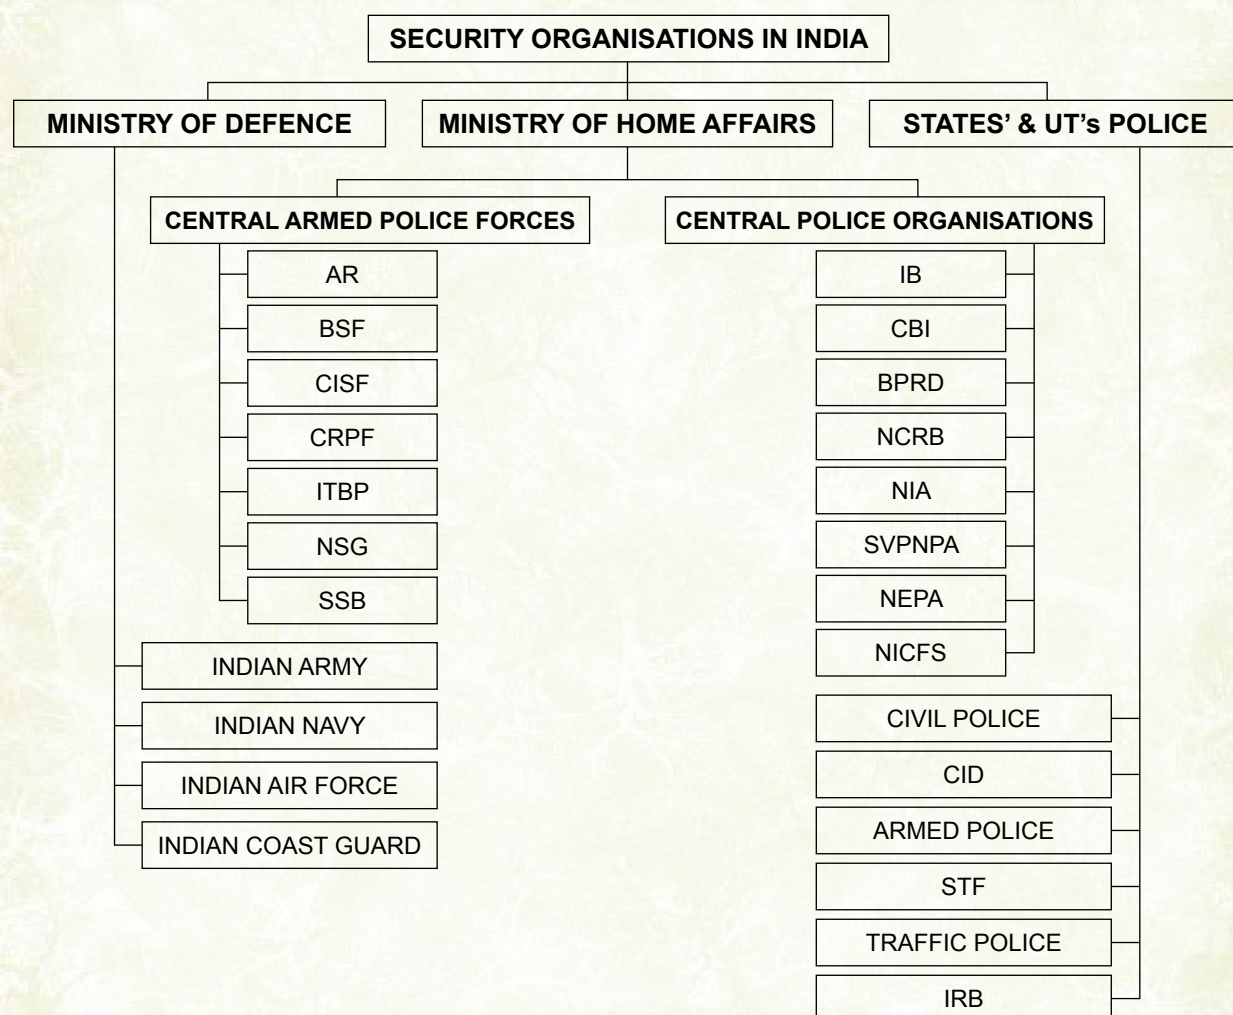 SECURITY ORGANISATIONS IN INDIA
MINISTRY OF DEFENCE
MINISTRY OF HOME AFFAIRS
STATES’ & UT’s POLICE
CENTRAL ARMED POLICE FORCES
AR
BSF
CISF
CRPF
ITBP
NSG
SSB
CENTRAL POLICE ORGANISATIONS
IB
CBI
BPRD
NCRB
NIA
SVPNPA
NEPA
NICFS
INDIAN ARMY
INDIAN NAVY
INDIAN AIR FORCE
INDIAN COAST GUARD
CIVIL POLICE
CID
ARMED POLICE
STF
TRAFFIC POLICE
IRB